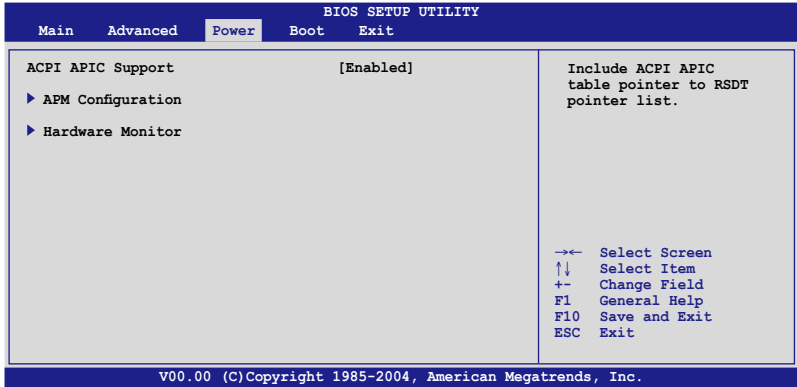 BIOS SETUP UTILITY
Main Advanced Power Boot Exit
ACPI APIC Support [Enabled]
APM Configuration
Hardware Monitor
Include ACPI APIC
table pointer to RSDT
pointer list.
→← Select Screen
↑↓ Select Item
+- Change Field
F1 General Help
F10 Save and Exit
ESC Exit
V00.00 (C)Copyright 1985-2004, American Megatrends, Inc.